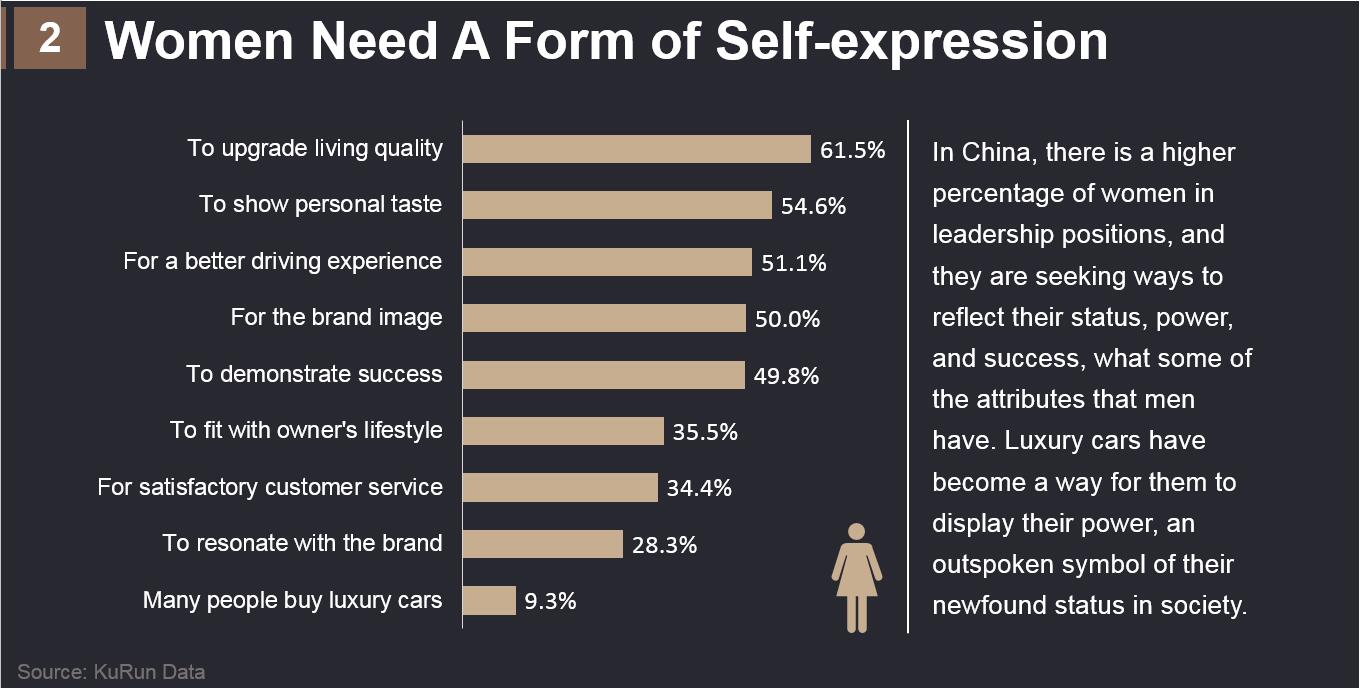 2 Women Need A Form of Self-expression
To upgrade living quality 61.5%
To show personal taste 54.6%
For a better driving experience 51.1%
For the brand image 50.0%
To demonstrate success 49.8%
To fit with owner's lifestyle 35.5%
For satisfactory customer service 34.4%
To resonate with the brand 28.3%
Many people buy luxury cars 9.3%
In China, there is a higher
percentage of women in
leadership positions, and
they are seeking ways to
reflect their status, power,
and success, what some of
the attributes that men
have. Luxury cars have
become a way for them to
display their power, an
outspoken symbol of their
newfound status in society.
Source: KuRun Data